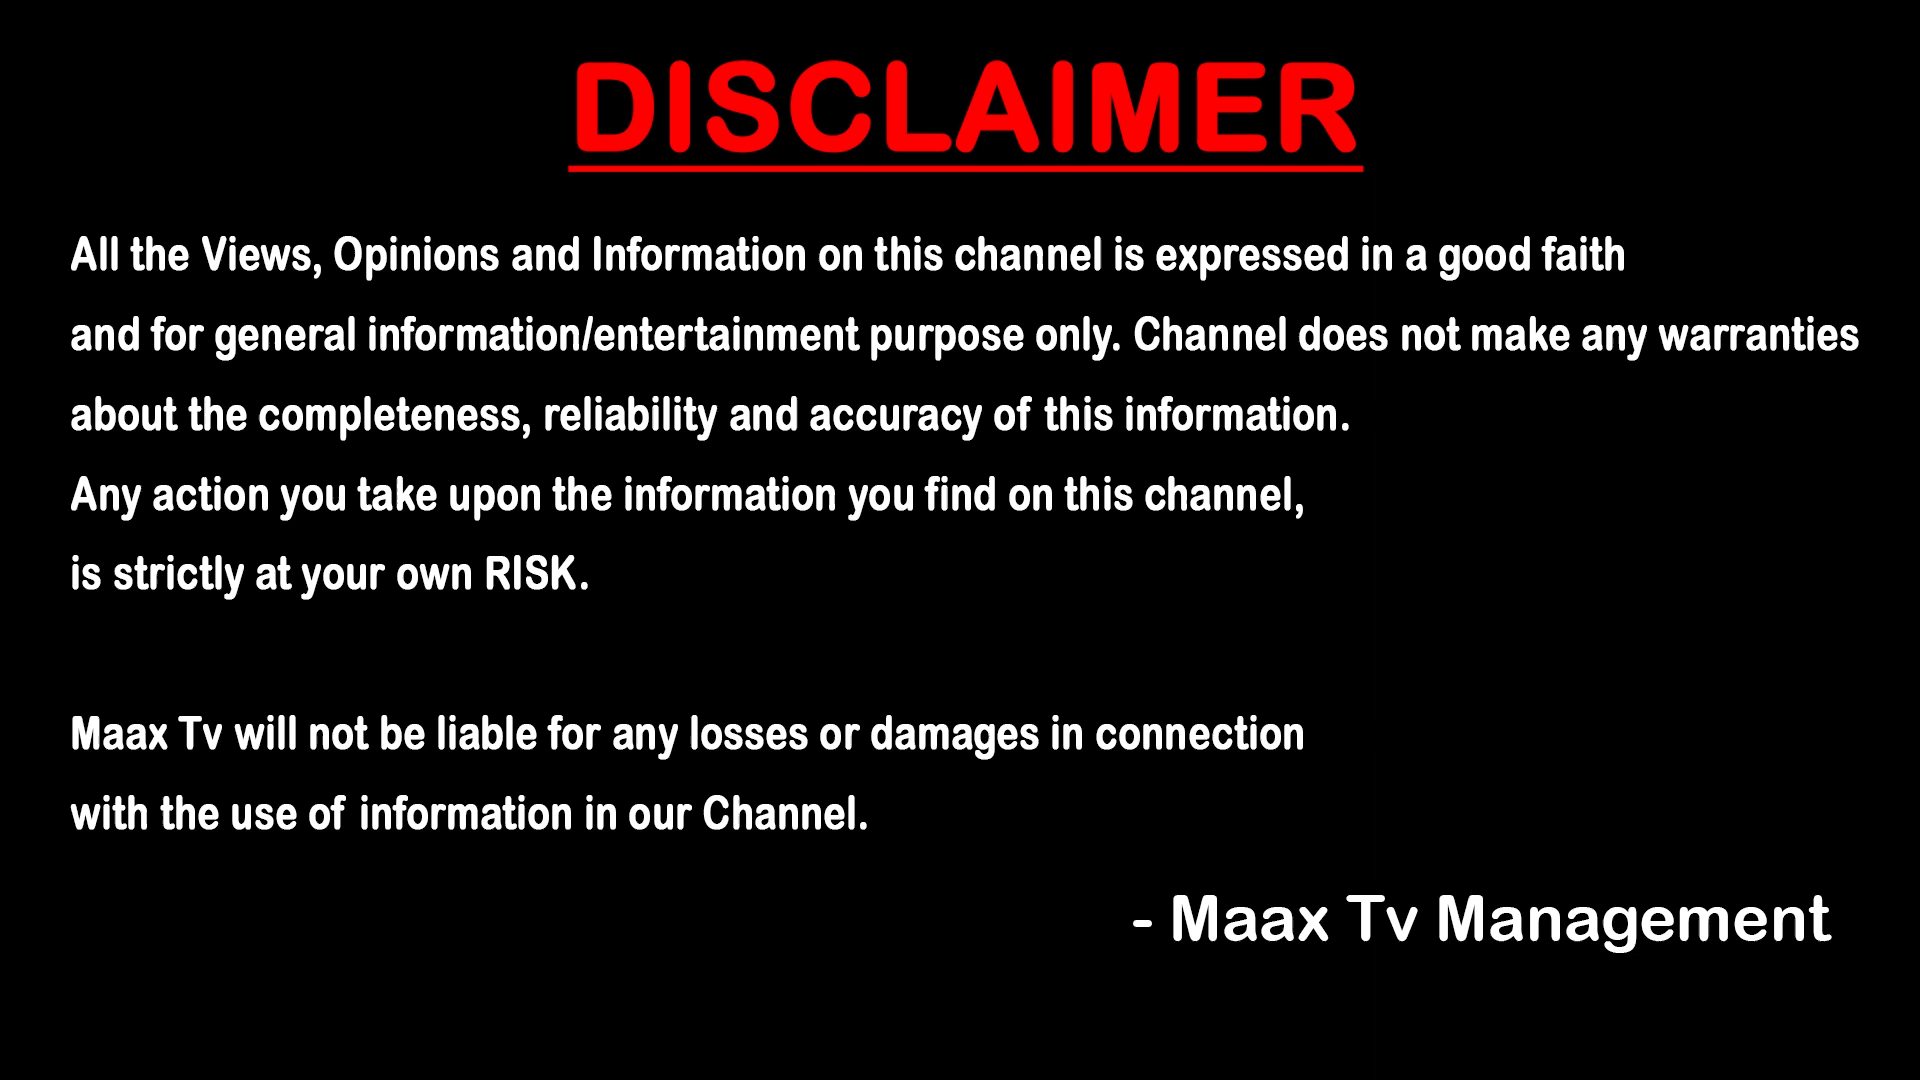 DISCLAIMER
All the Views, Opinions and Information on this channel is expressed in a good faith
and for general information/entertainment purpose only. Channel does not make any warranties
about the completeness, reliability and accuracy of this information.
Any action you take upon the information you find on this channel,
is strictly at your own RISK.
Maax Tv will not be liable for any losses or damages in connection
with the use of information in our Channel.
- Maax Tv Management